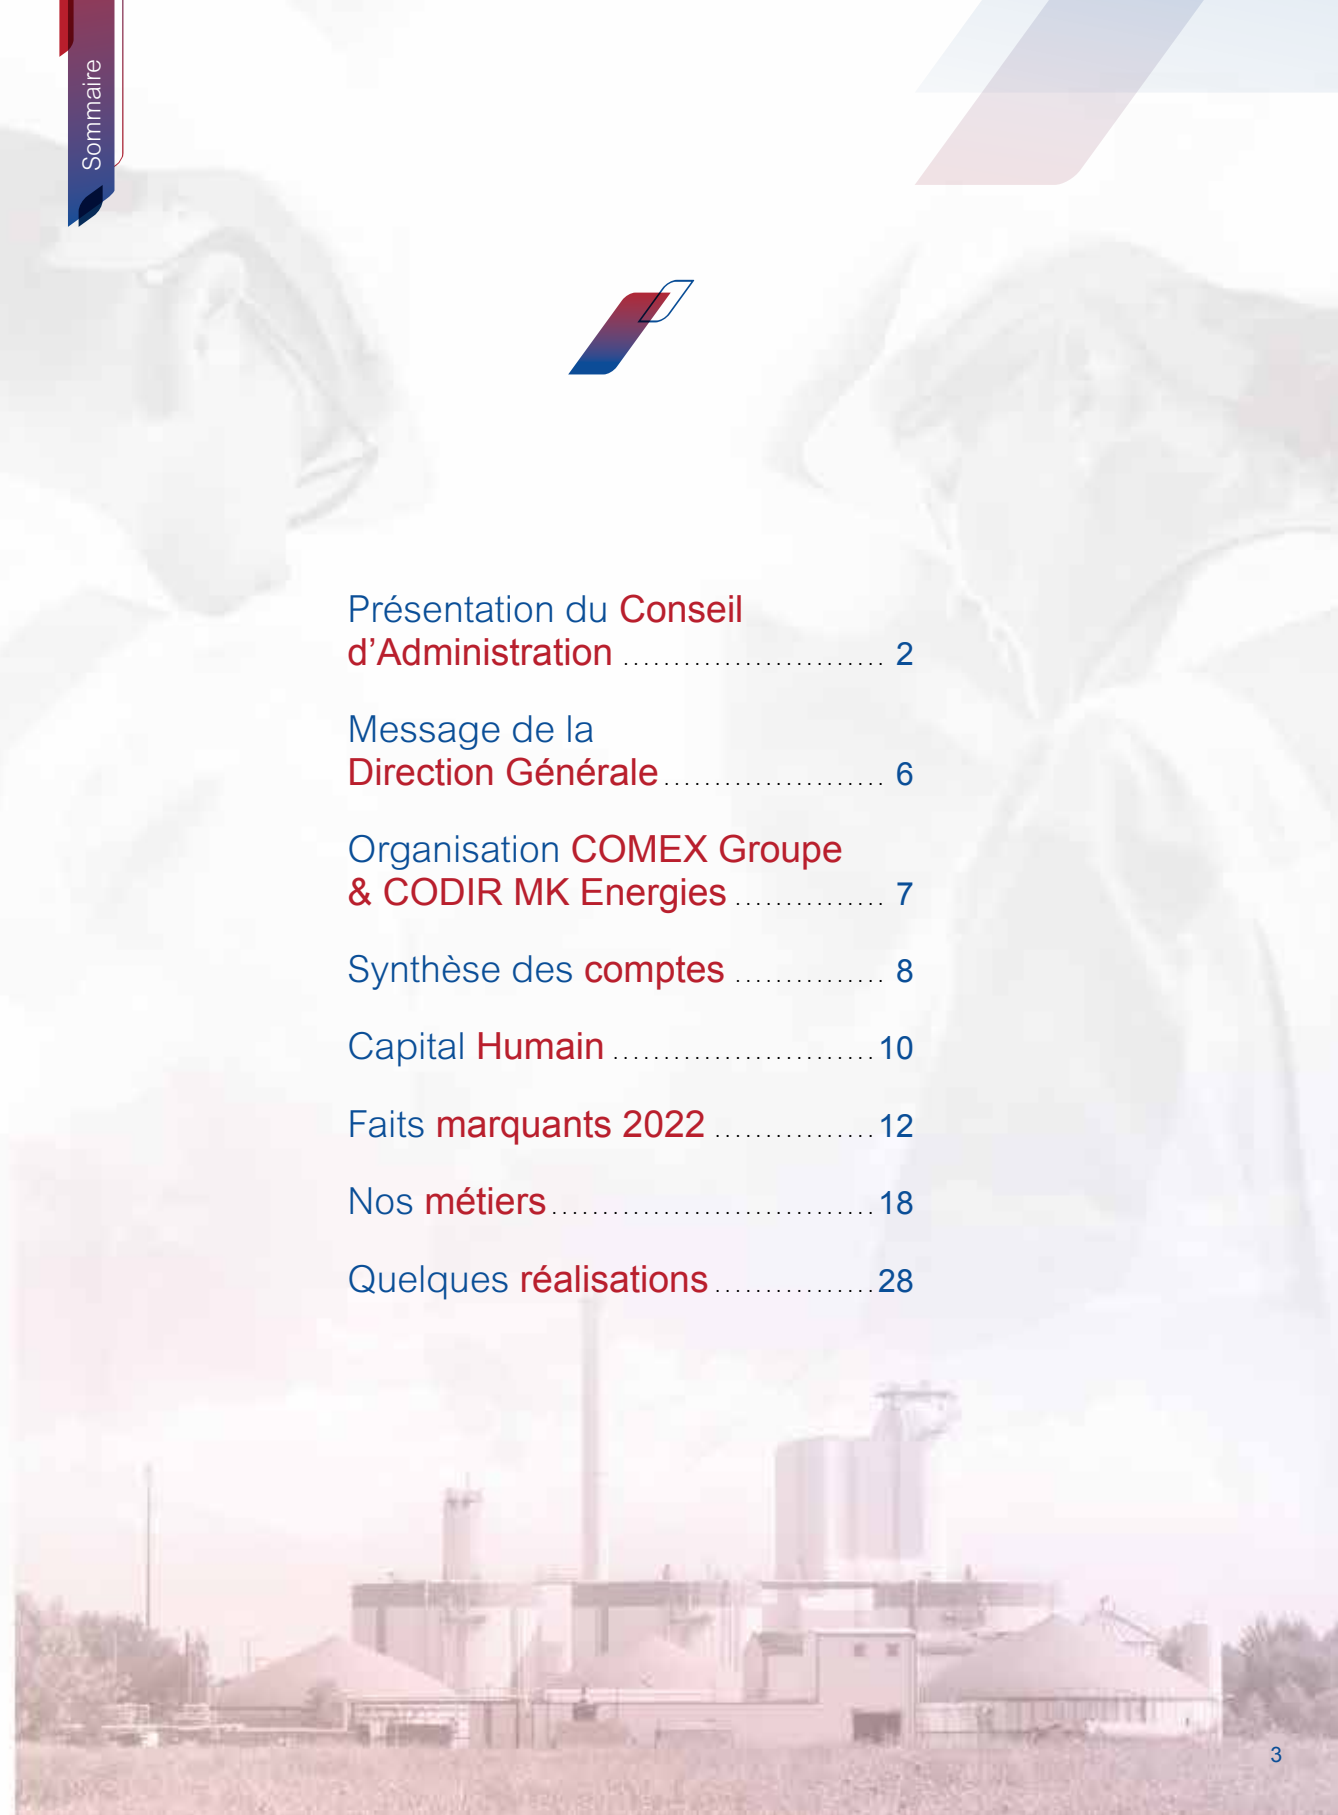 Sommaire
Présentation du Conseil
d’Administration .......................... 2
Message de la
Direction Générale ...................... 6
Organisation COMEX Groupe
& CODIR MK Energies ............... 7
Synthèse des comptes ............... 8
Capital Humain .......................... 10
Faits marquants 2022 ................ 12
Nos métiers ................................ 18
Quelques réalisations ................ 28
3